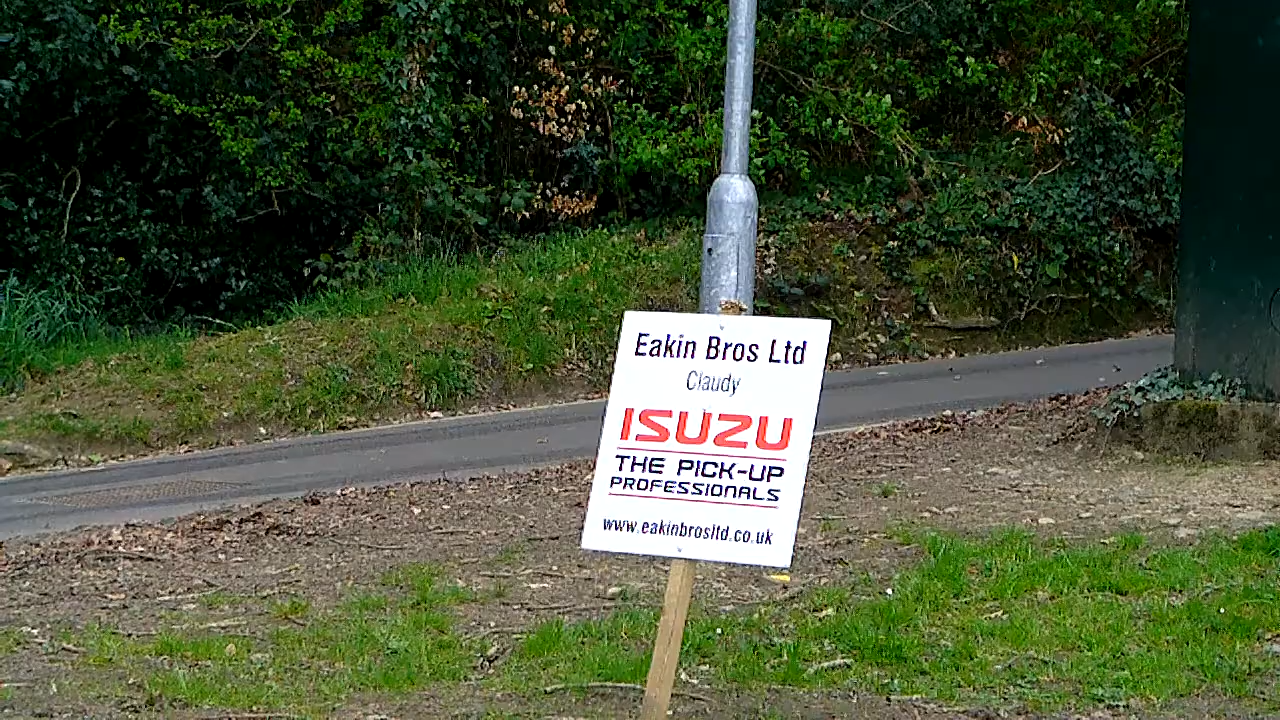 Eakin Bros Ltd
Claudy
ISUZU
THE PICK-UP
PROFESSIONALS
www.eakinbrosltd.co.uk